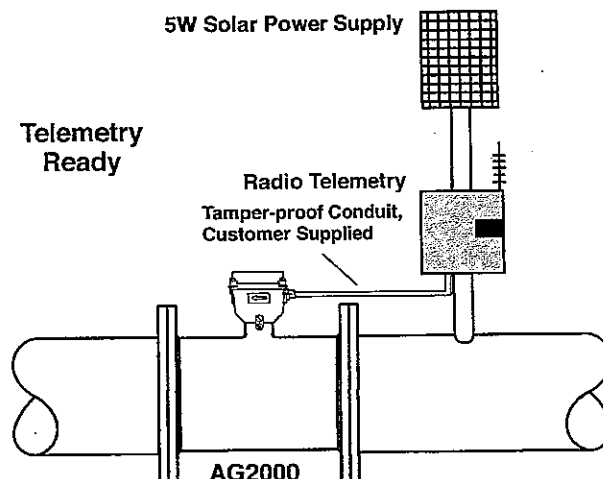 5W Solar Power Supply
Telemetry
Ready
Radio Telemetry
Tamper-proof Conduit,
Customer Supplied
AG2000